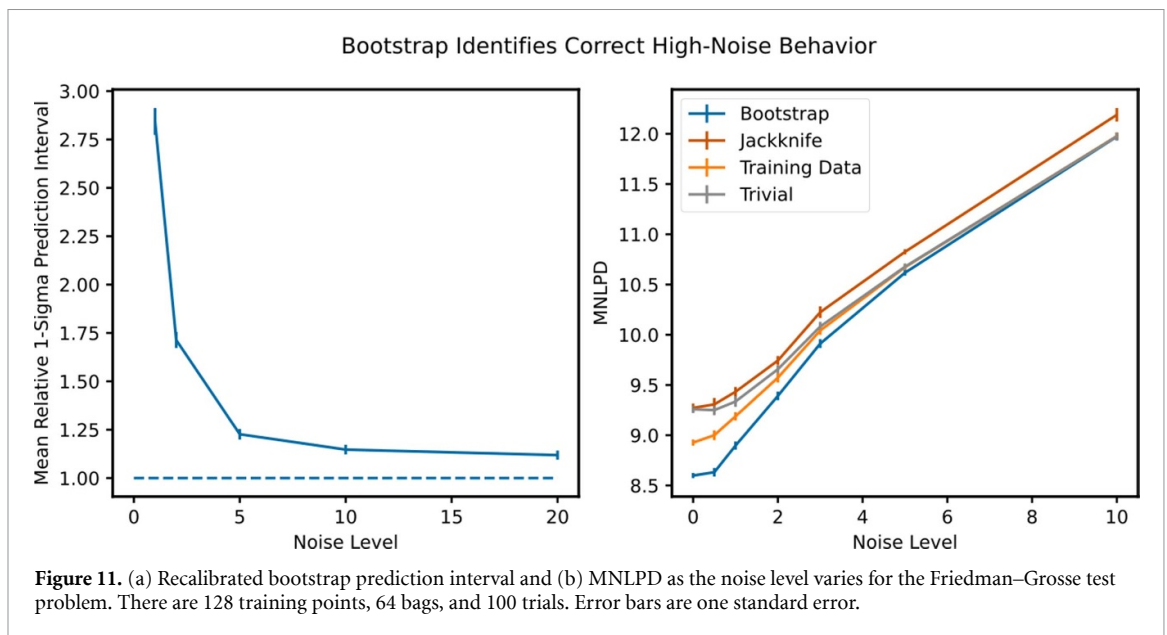 Bootstrap Identifies Correct High-Noise Behavior
Mean Relative 1-Sigma Prediction Interval
3.00
2.75
2.50
2.25
2.00
1.75
1.50
1.25
1.00
0
5
10
15
20
Noise Level
MNLPD
12.0
11.5
11.0
10.5
10.0
9.5
9.0
8.5
Bootstrap
Jackknife
Training Data
Trivial
0
2
4
6
8
10
Noise Level
Figure 11. (a) Recalibrated bootstrap prediction interval and (b) MNLPD as the noise level varies for the Friedman–Grosse test
problem. There are 128 training points, 64 bags, and 100 trials. Error bars are one standard error.